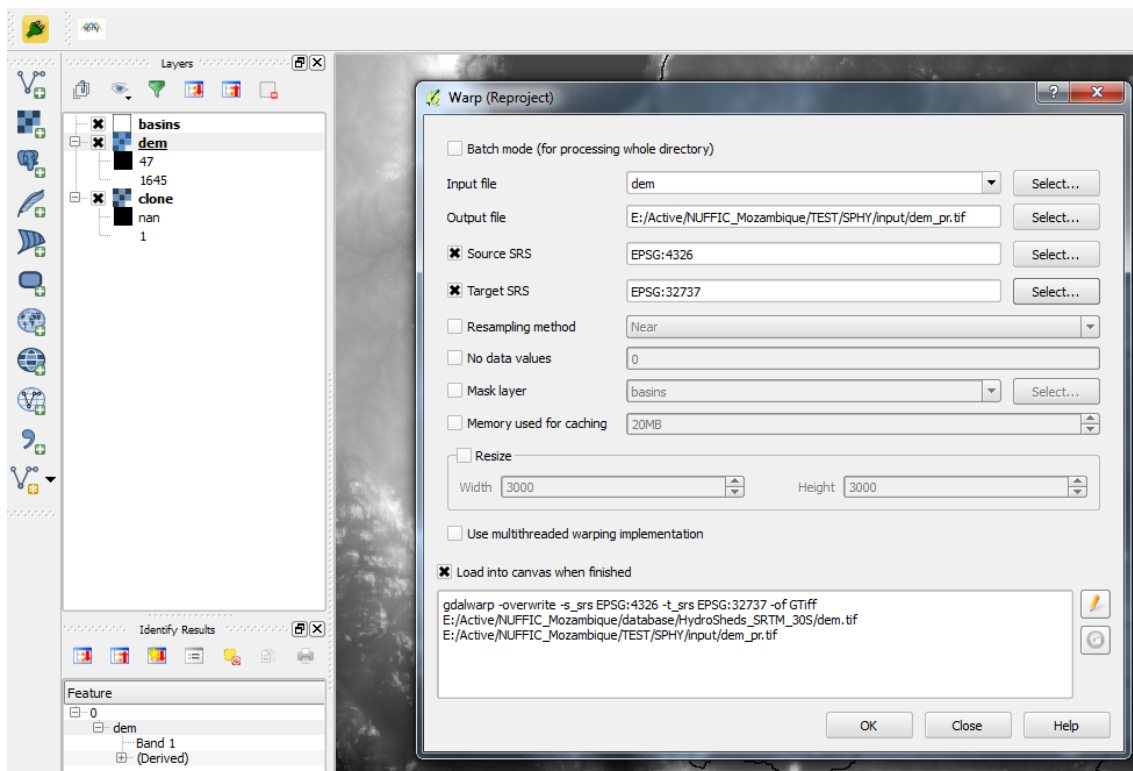 Layers
basins
dem
47
1645
clone
nan
1
Identify Results
Feature
0
dem
Band 1
(Derived)
Warp (Reproject)
Batch mode (for processing whole directory)
Input file dem Select...
Output file E:/Active/NUFFIC_Mozambique/TEST/SPHY/input/dem_pr.tif Select...
Source SRS EPSG:4326 Select...
Target SRS EPSG:32737 Select...
Resampling method Near
No data values 0
Mask layer basins Select...
Memory used for caching 20MB
Resize
Width 3000 Height 3000
Use multithreaded warping implementation
Load into canvas when finished
gdalwarp -overwrite -s_srs EPSG:4326 -t_srs EPSG:32737 -of GTiff
E:/Active/NUFFIC_Mozambique/database/HydroSheds_SRTM_30S/dem.tif
E:/Active/NUFFIC_Mozambique/TEST/SPHY/input/dem_pr.tif
OK Close Help